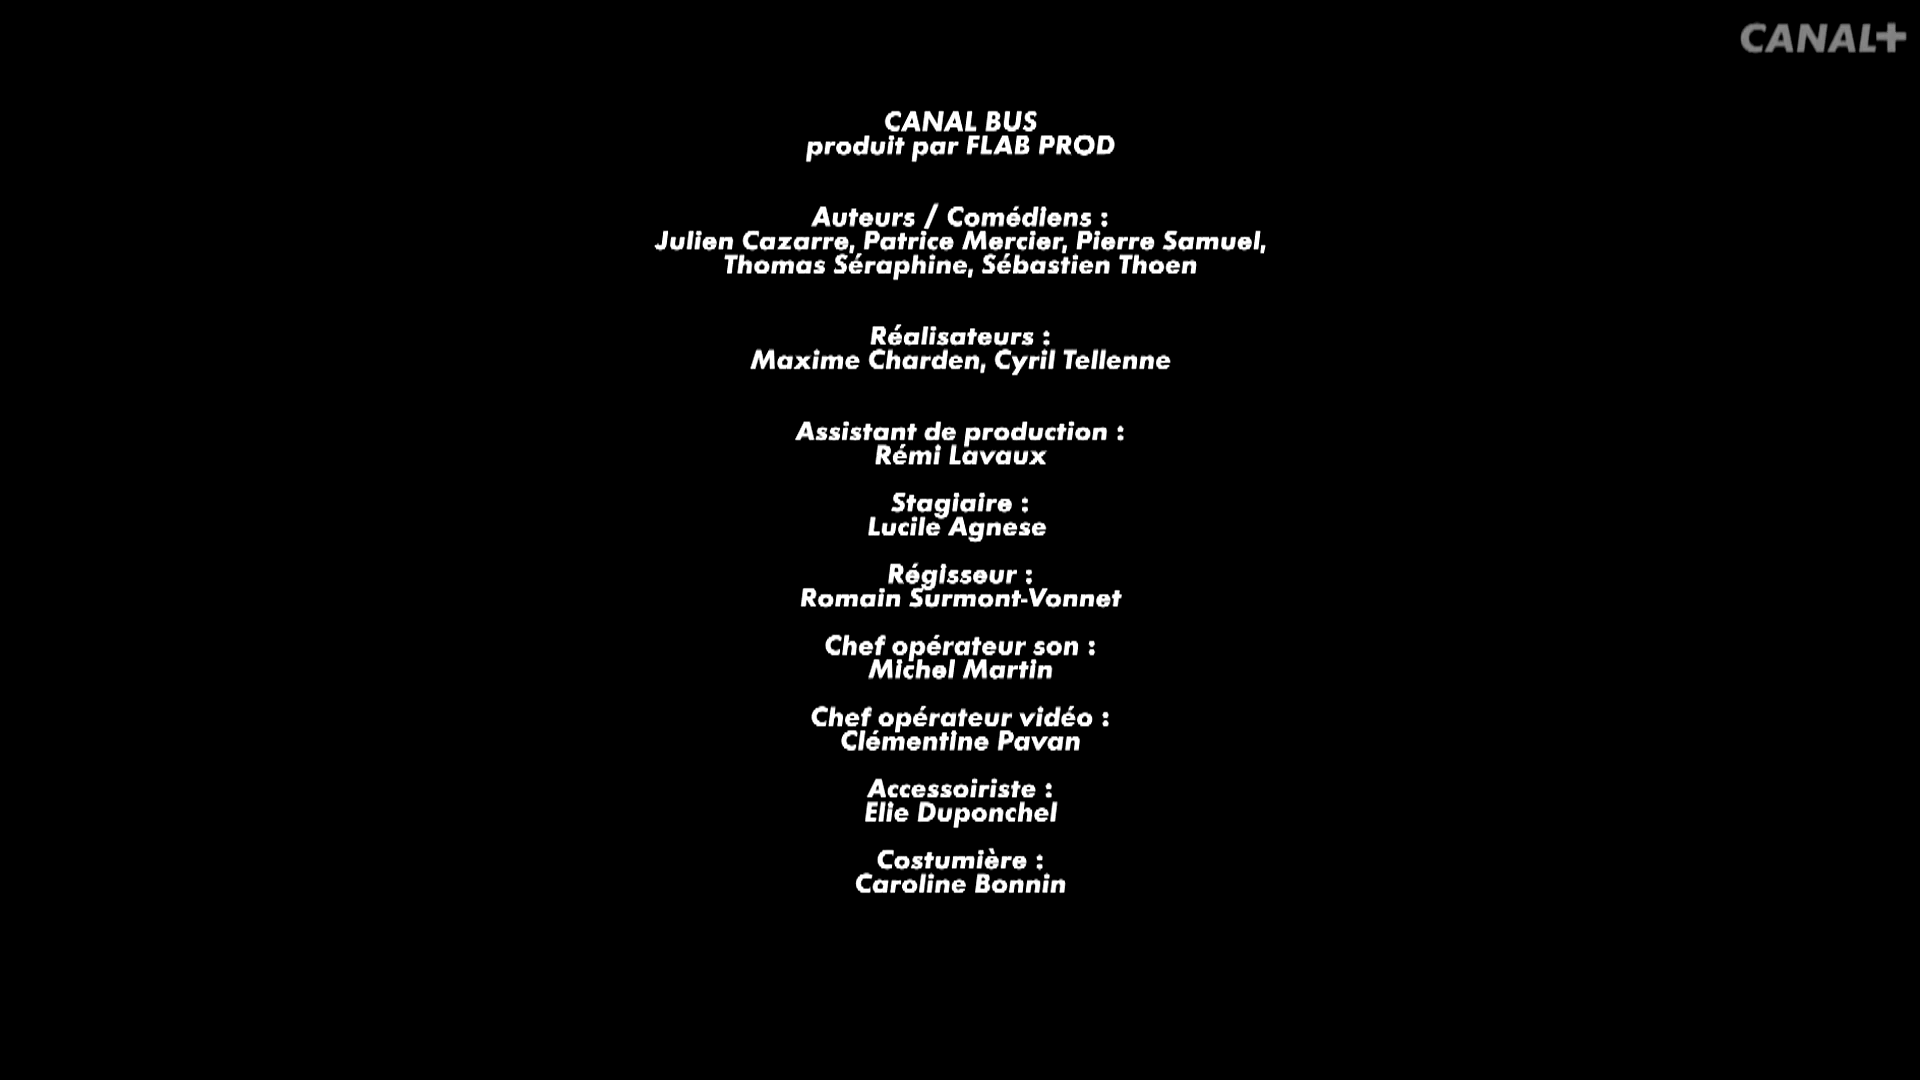 CANAL+
CANAL BUS
produit par FLAB PROD
Auteurs / Comédiens :
Julien Cazarre, Patrice Mercier, Pierre Samuel,
Thomas Séraphine, Sébastien Thoen
Réalisateurs :
Maxime Charden, Cyril Tellenne
Assistant de production :
Rémi Lavaux
Stagiaire :
Lucile Agnese
Régisseur :
Romain Surmont-Vonnet
Chef opérateur son :
Michel Martin
Chef opérateur vidéo :
Clémentine Pavan
Accessoiriste :
Elie Duponchel
Costumière :
Caroline Bonnin